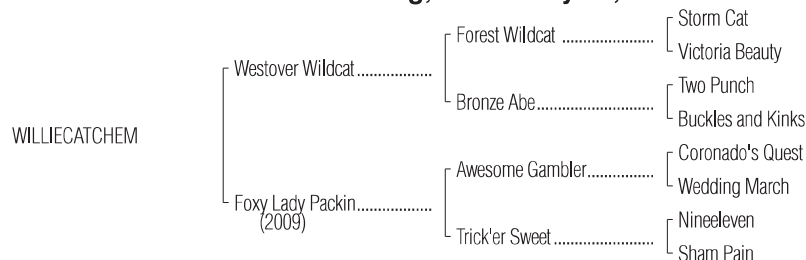 Storm Cat
Forest Wildcat ......................
Victoria Beauty
Westover Wildcat..................
Two Punch
Bronze Abe............................
Buckles and Kinks
WILLIECATCHEM
Coronado's Quest
Awesome Gambler................
Wedding March
Foxy Lady Packin..................
(2009)
Nineeleven
Trick'er Sweet ........................
Sham Pain